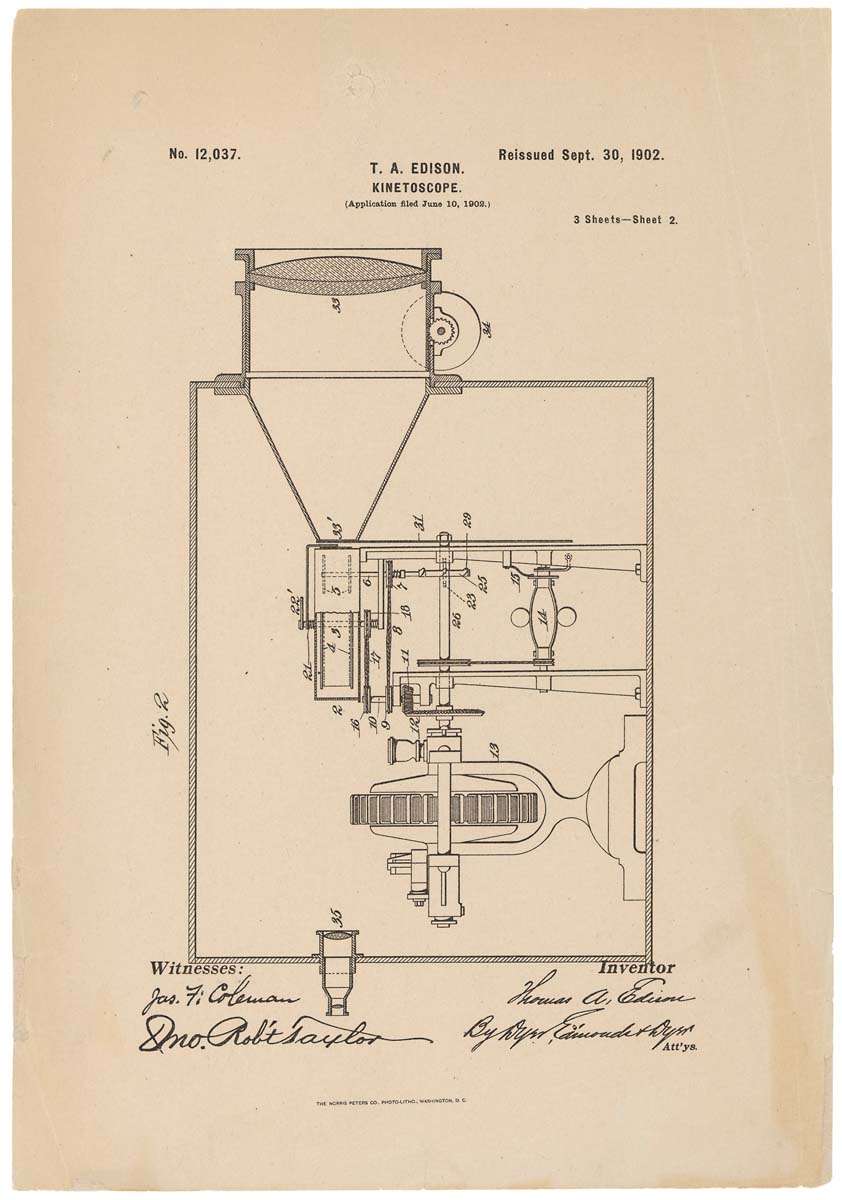 No. 12,037.
Reissued Sept. 30, 1902.
T. A. EDISON.
KINETOSCOPE.
(Application filed June 10, 1902.)
3 Sheets—Sheet 2.
33
34
33'
31
29
22'
5
6
7
15
25
23
3
4
18
8
26
14
21
17
11
2
16
10
9
12
Fig. 2
13
35
Witnesses:
Jas. F. Coleman
Jno. Rob't Taylor
Inventor
Thomas A. Edison
By Dyer, Edmonds & Dyer
Att'ys.
THE NORRIS PETERS CO., PHOTO-LITHO., WASHINGTON, D. C.